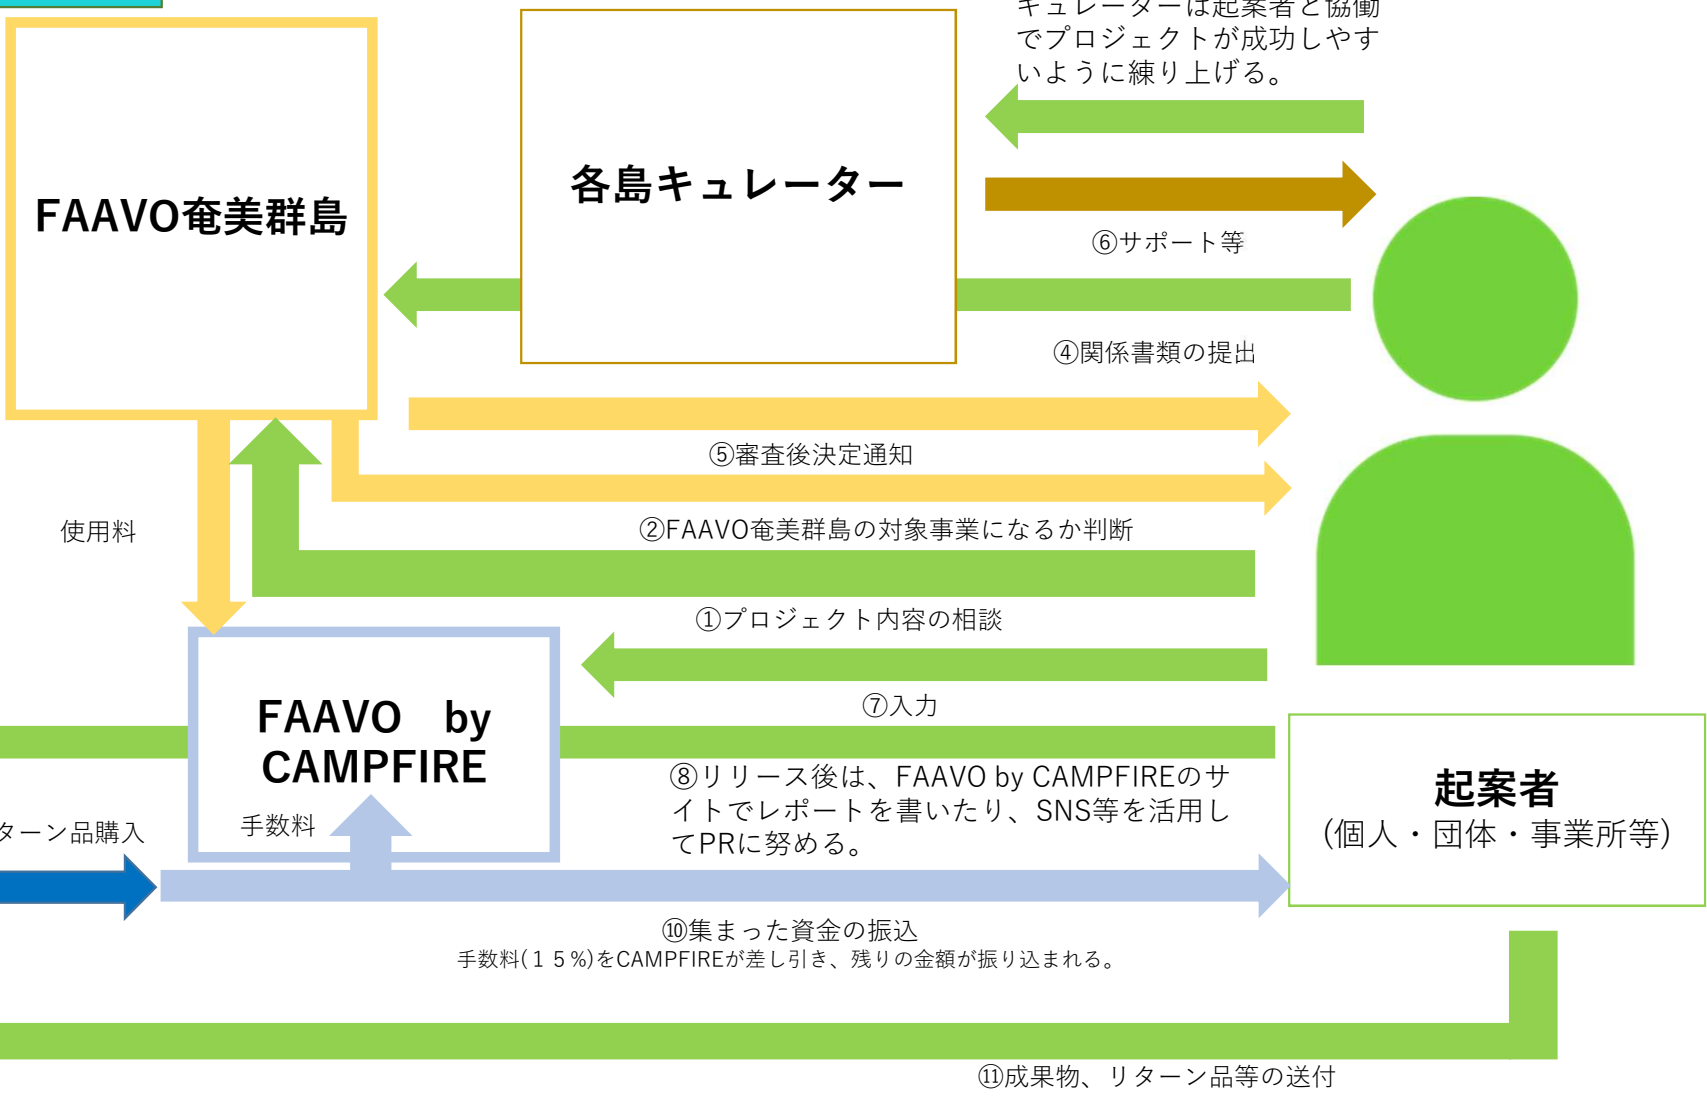 キュレーターは起案者と協働
でプロジェクトが成功しやす
いように練り上げる。
各島キュレーター
FAAVO奄美群島
⑥サポート等
④関係書類の提出
⑤審査後決定通知
②FAAVO奄美群島の対象事業になるか判断
使用料
①プロジェクト内容の相談
⑦入力
FAAVO by
CAMPFIRE
⑧リリース後は、FAAVO by CAMPFIREのサ
イトでレポートを書いたり、SNS等を活用し
てPRに努める。
起案者
(個人・団体・事業所等)
手数料
ターン品購入
⑩集まった資金の振込
手数料(15%)をCAMPFIREが差し引き、残りの金額が振り込まれる。
⑪成果物、リターン品等の送付